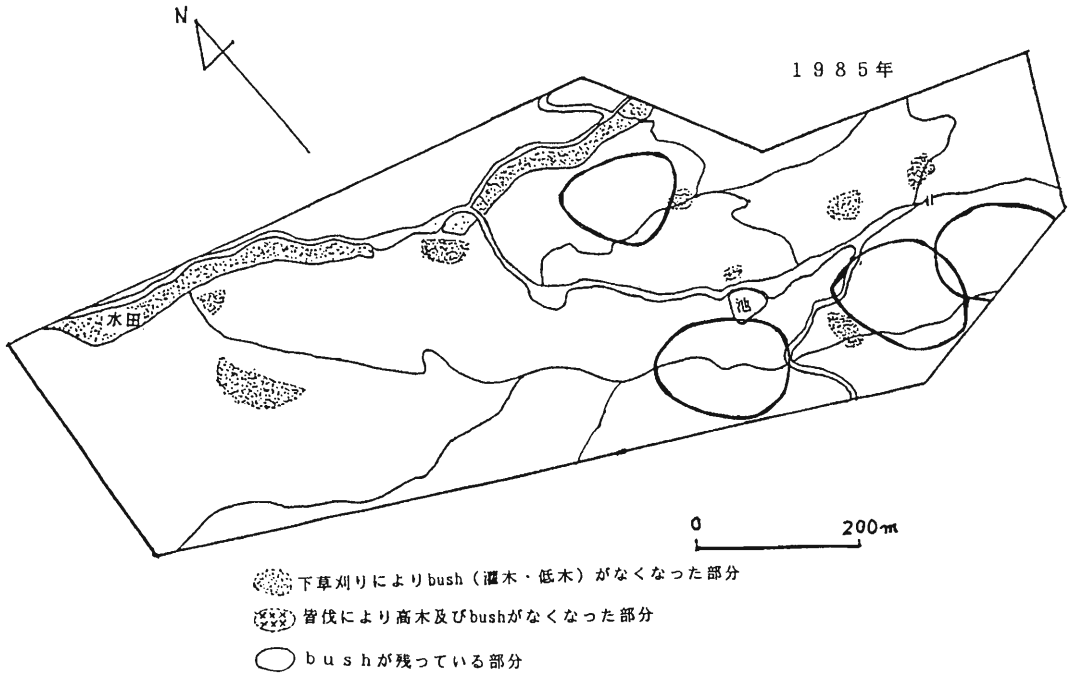 N
1985年
水田
池
0 200m
下草刈りによりbush(灌木・低木)がなくなった部分
皆伐により高木及びbushがなくなった部分
bushが残っている部分